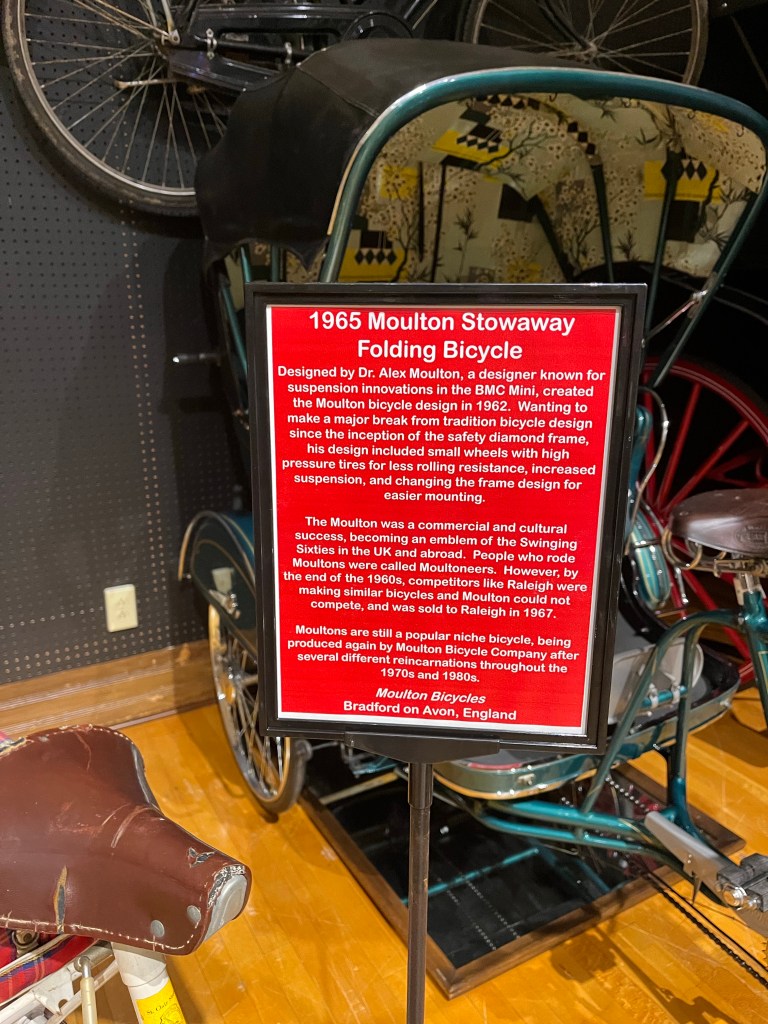 1965 Moulton Stowaway
Folding Bicycle
Designed by Dr. Alex Moulton, a designer known for
suspension innovations in the BMC Mini, created
the Moulton bicycle design in 1962. Wanting to
make a major break from tradition bicycle design
since the inception of the safety diamond frame,
his design included small wheels with high
pressure tires for less rolling resistance, increased
suspension, and changing the frame design for
easier mounting.
The Moulton was a commercial and cultural
success, becoming an emblem of the Swinging
Sixties in the UK and abroad. People who rode
Moultons were called Moultoneers. However, by
the end of the 1960s, competitors like Raleigh were
making similar bicycles and Moulton could not
compete, and was sold to Raleigh in 1967.
Moultons are still a popular niche bicycle, being
produced again by Moulton Bicycle Company after
several different reincarnations throughout the
1970s and 1980s.
Moulton Bicycles
Bradford on Avon, England